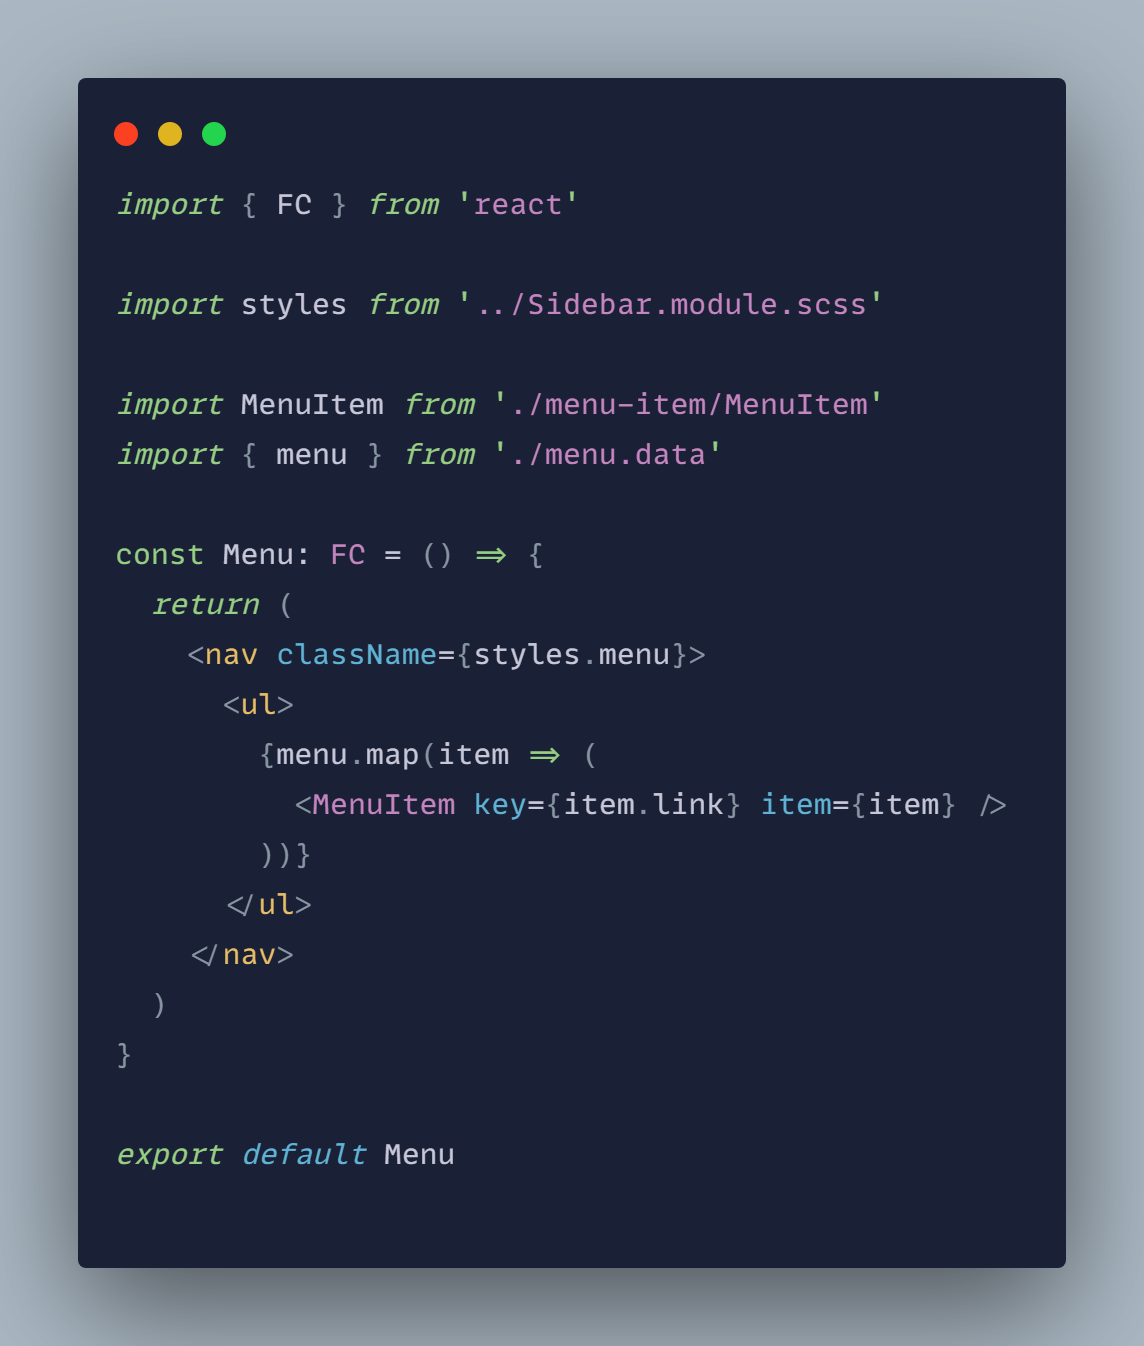 import { FC } from 'react'

import styles from '../Sidebar.module.scss'

import MenuItem from './menu-item/MenuItem'
import { menu } from './menu.data'

const Menu: FC = () => {
  return (
    <nav className={styles.menu}>
      <ul>
        {menu.map(item => (
          <MenuItem key={item.link} item={item} />
        ))}
      </ul>
    </nav>
  )
}

export default Menu